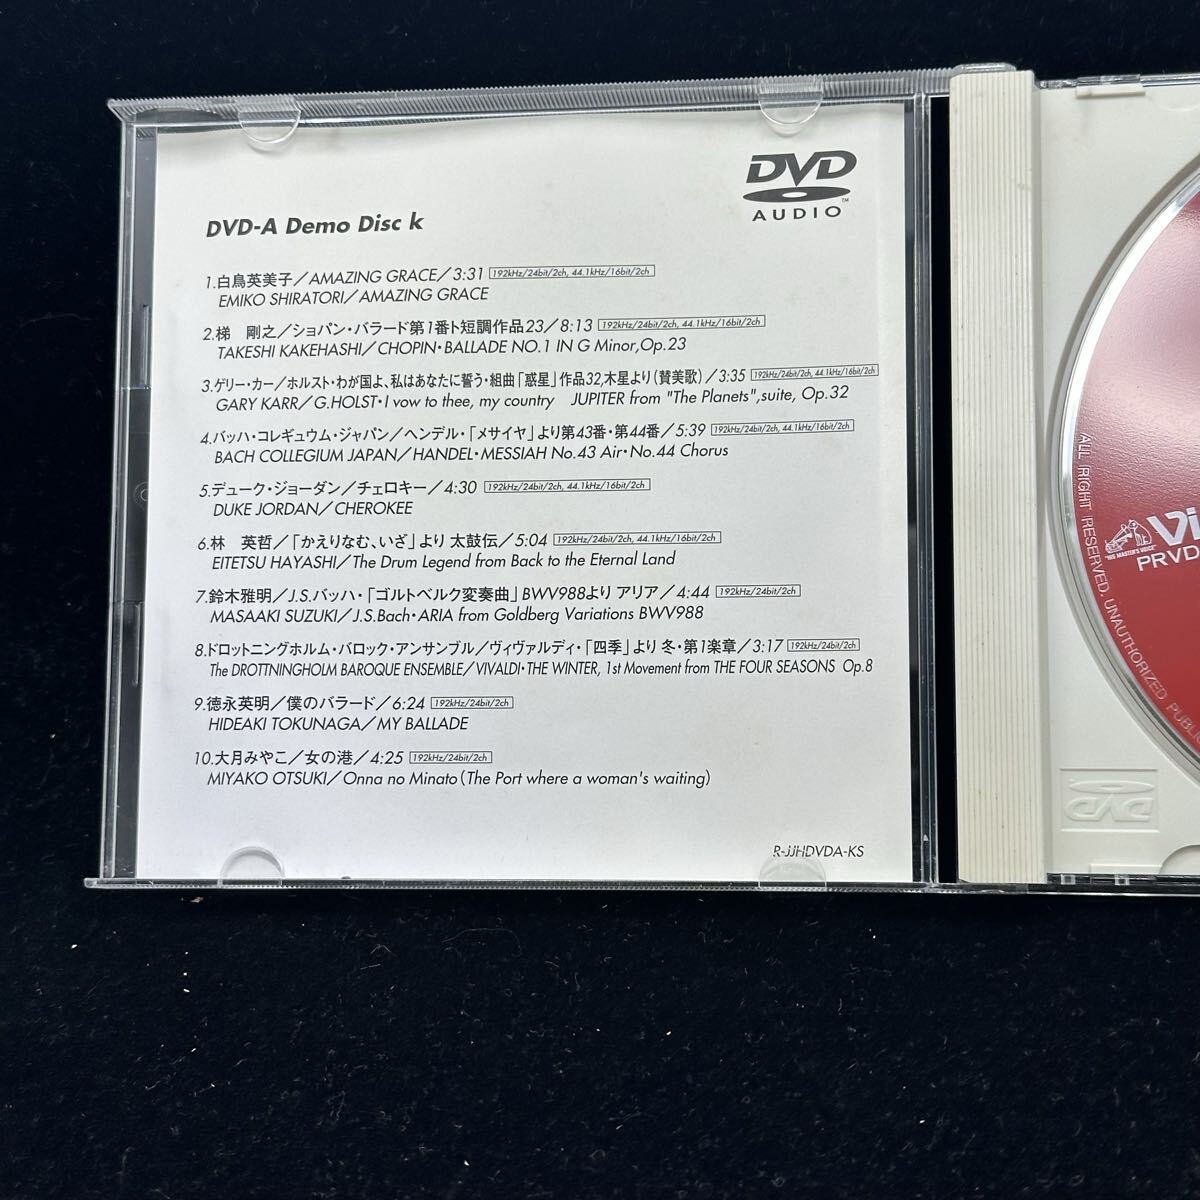 DVD
AUDIO™
DVD-A Demo Disc k
1.白鳥英美子／AMAZING GRACE／3:31 192kHz/24bit/2ch, 44.1kHz/16bit/2ch
EMIKO SHIRATORI／AMAZING GRACE
2.梯 剛之／ショパン・バラード第1番ト短調作品23／8:13 192kHz/24bit/2ch, 44.1kHz/16bit/2ch
TAKESHI KAKEHASHI／CHOPIN・BALLADE NO.1 IN G Minor,Op.23
3.ゲリー・カー／ホルスト・わが国よ、私はあなたに誓う・組曲「惑星」作品32,木星より(賛美歌)／3:35 192kHz/24bit/2ch, 44.1kHz/16bit/2ch
GARY KARR／G.HOLST・I vow to thee, my country JUPITER from "The Planets",suite, Op.32
4.バッハ・コレギュウム・ジャパン／ヘンデル・「メサイヤ」より第43番・第44番／5:39 192kHz/24bit/2ch, 44.1kHz/16bit/2ch
BACH COLLEGIUM JAPAN／HANDEL・MESSIAH No.43 Air・No.44 Chorus
5.デューク・ジョーダン／チェロキー／4:30 192kHz/24bit/2ch, 44.1kHz/16bit/2ch
DUKE JORDAN／CHEROKEE
6.林 英哲／「かえりなむ、いざ」より 太鼓伝／5:04 192kHz/24bit/2ch, 44.1kHz/16bit/2ch
EITETSU HAYASHI／The Drum Legend from Back to the Eternal Land
7.鈴木雅明／J.S.バッハ・「ゴルトベルク変奏曲」BWV988より アリア／4:44 192kHz/24bit/2ch
MASAAKI SUZUKI／J.S.Bach・ARIA from Goldberg Variations BWV988
8.ドロットニングホルム・バロック・アンサンブル／ヴィヴァルディ・「四季」より 冬・第1楽章／3:17 192kHz/24bit/2ch
The DROTTNINGHOLM BAROQUE ENSEMBLE／VIVALDI・THE WINTER, 1st Movement from THE FOUR SEASONS Op.8
9.徳永英明／僕のバラード／6:24 192kHz/24bit/2ch
HIDEAKI TOKUNAGA／MY BALLADE
10.大月みやこ／女の港／4:25 192kHz/24bit/2ch
MIYAKO OTSUKI／Onna no Minato(The Port where a woman's waiting)
R-JJHDVDA-KS
ALL RIGHT RESERVED. UNAUTHORIZED PUBLIC
"HIS MASTER'S VOICE"
Vi
PRVD
DVD